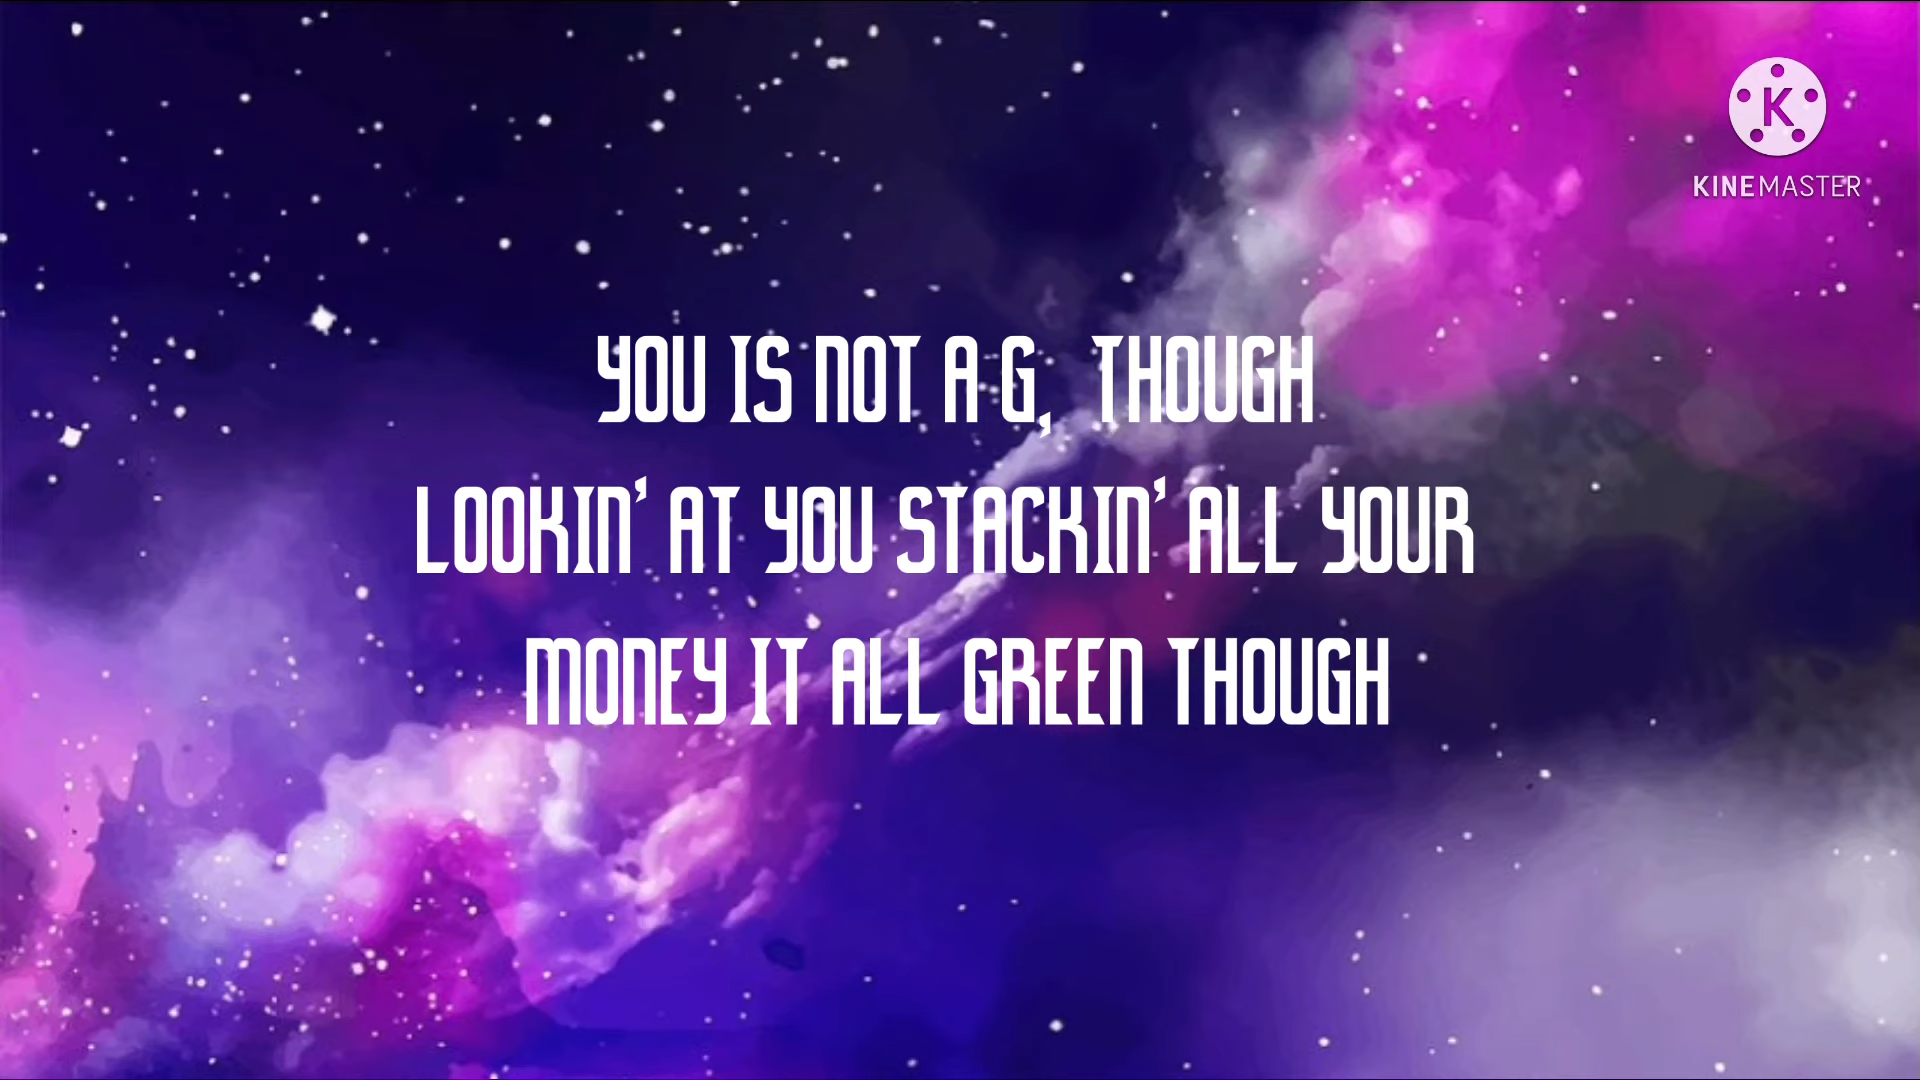 K
KINEMASTER
YOU IS NOT A G, THOUGH
LOOKIN' AT YOU STACKIN' ALL YOUR
MONEY IT ALL GREEN THOUGH